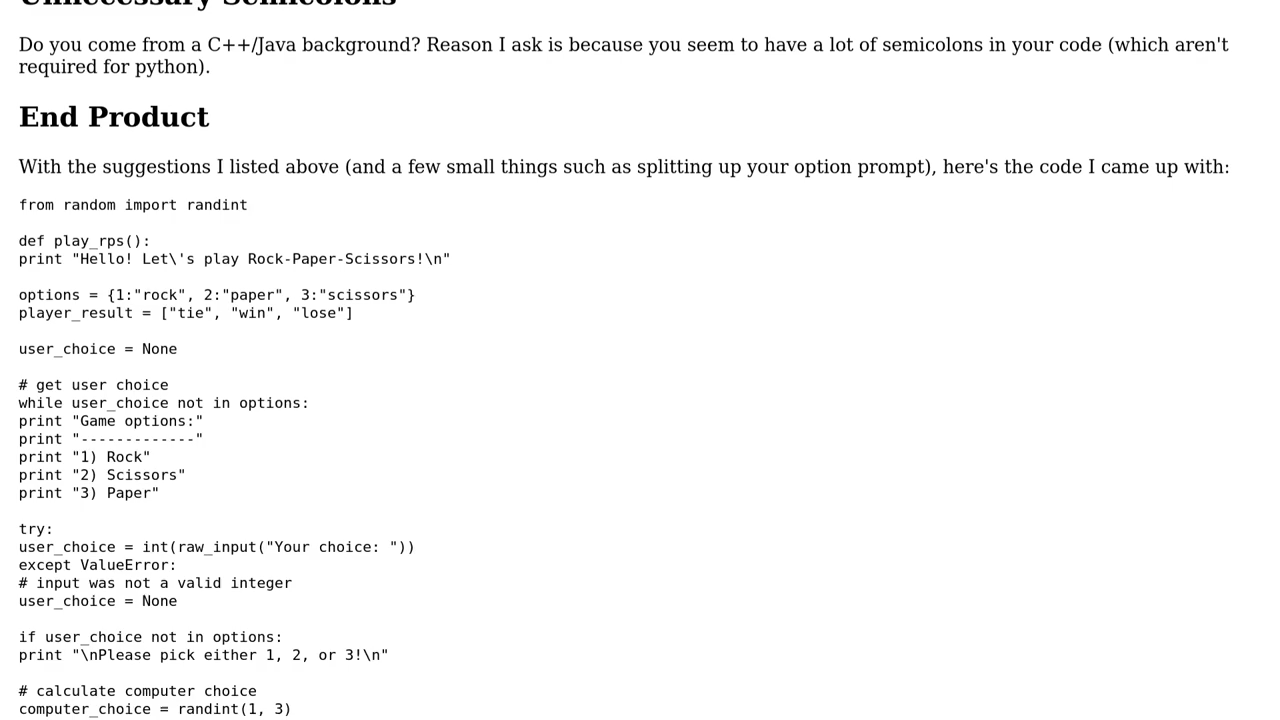 Unnecessary Semicolons
Do you come from a C++/Java background? Reason I ask is because you seem to have a lot of semicolons in your code (which aren't
required for python).
End Product
With the suggestions I listed above (and a few small things such as splitting up your option prompt), here's the code I came up with:
from random import randint
def play_rps():
print "Hello! Let\'s play Rock-Paper-Scissors!\n"
options = {1:"rock", 2:"paper", 3:"scissors"}
player_result = ["tie", "win", "lose"]
user_choice = None
# get user choice
while user_choice not in options:
print "Game options:"
print "-------------"
print "1) Rock"
print "2) Scissors"
print "3) Paper"
try:
user_choice = int(raw_input("Your choice: "))
except ValueError:
# input was not a valid integer
user_choice = None
if user_choice not in options:
print "\nPlease pick either 1, 2, or 3!\n"
# calculate computer choice
computer_choice = randint(1, 3)